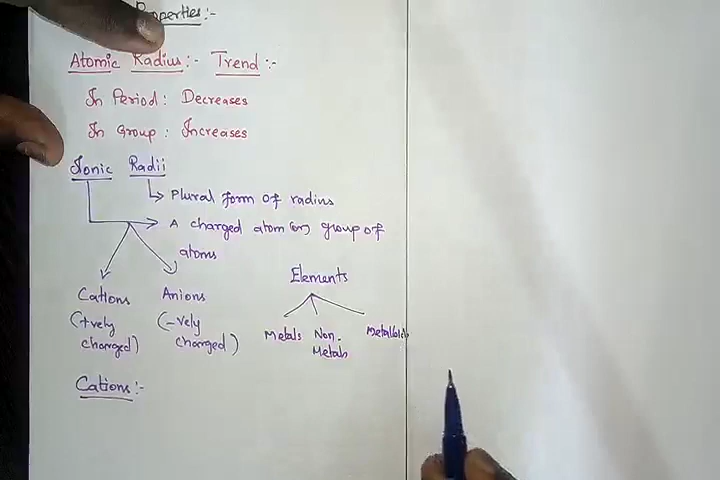 Properties:-
Atomic Radius:- Trend:-
In Period: Decreases
In Group: Increases
Ionic Radii
Plural form Of radius
A charged atom (or) group of
atoms
Elements
Cations Anions
(+vely (-vely
charged) charged)
Metals Non- Metalloids
Metals
Cations:-